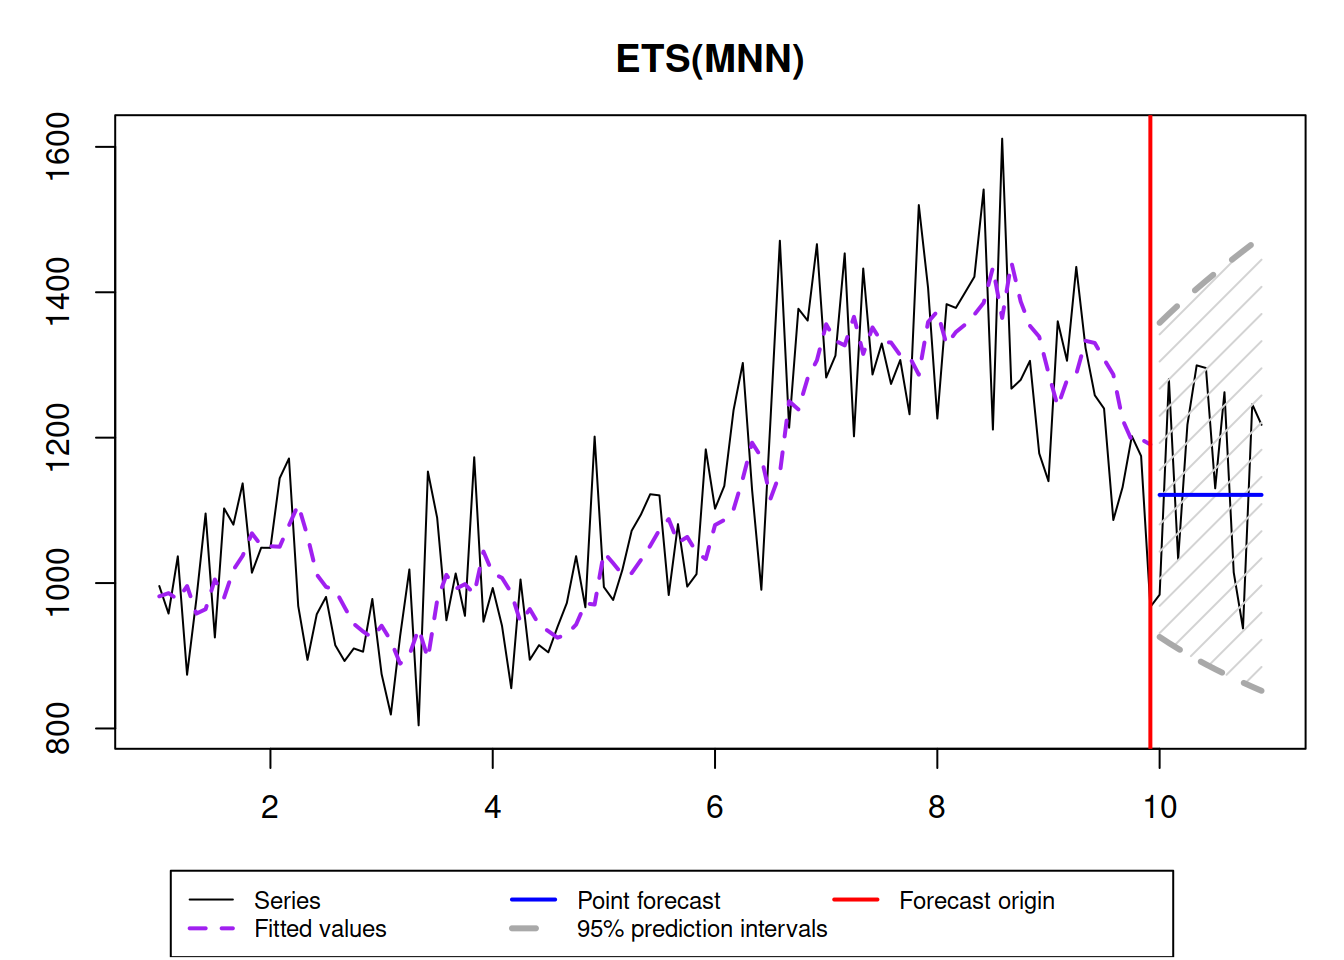 ETS(MNN)
1600
1400
1200
1000
800
2 4 6 8 10
Series Point forecast Forecast origin
Fitted values 95% prediction intervals